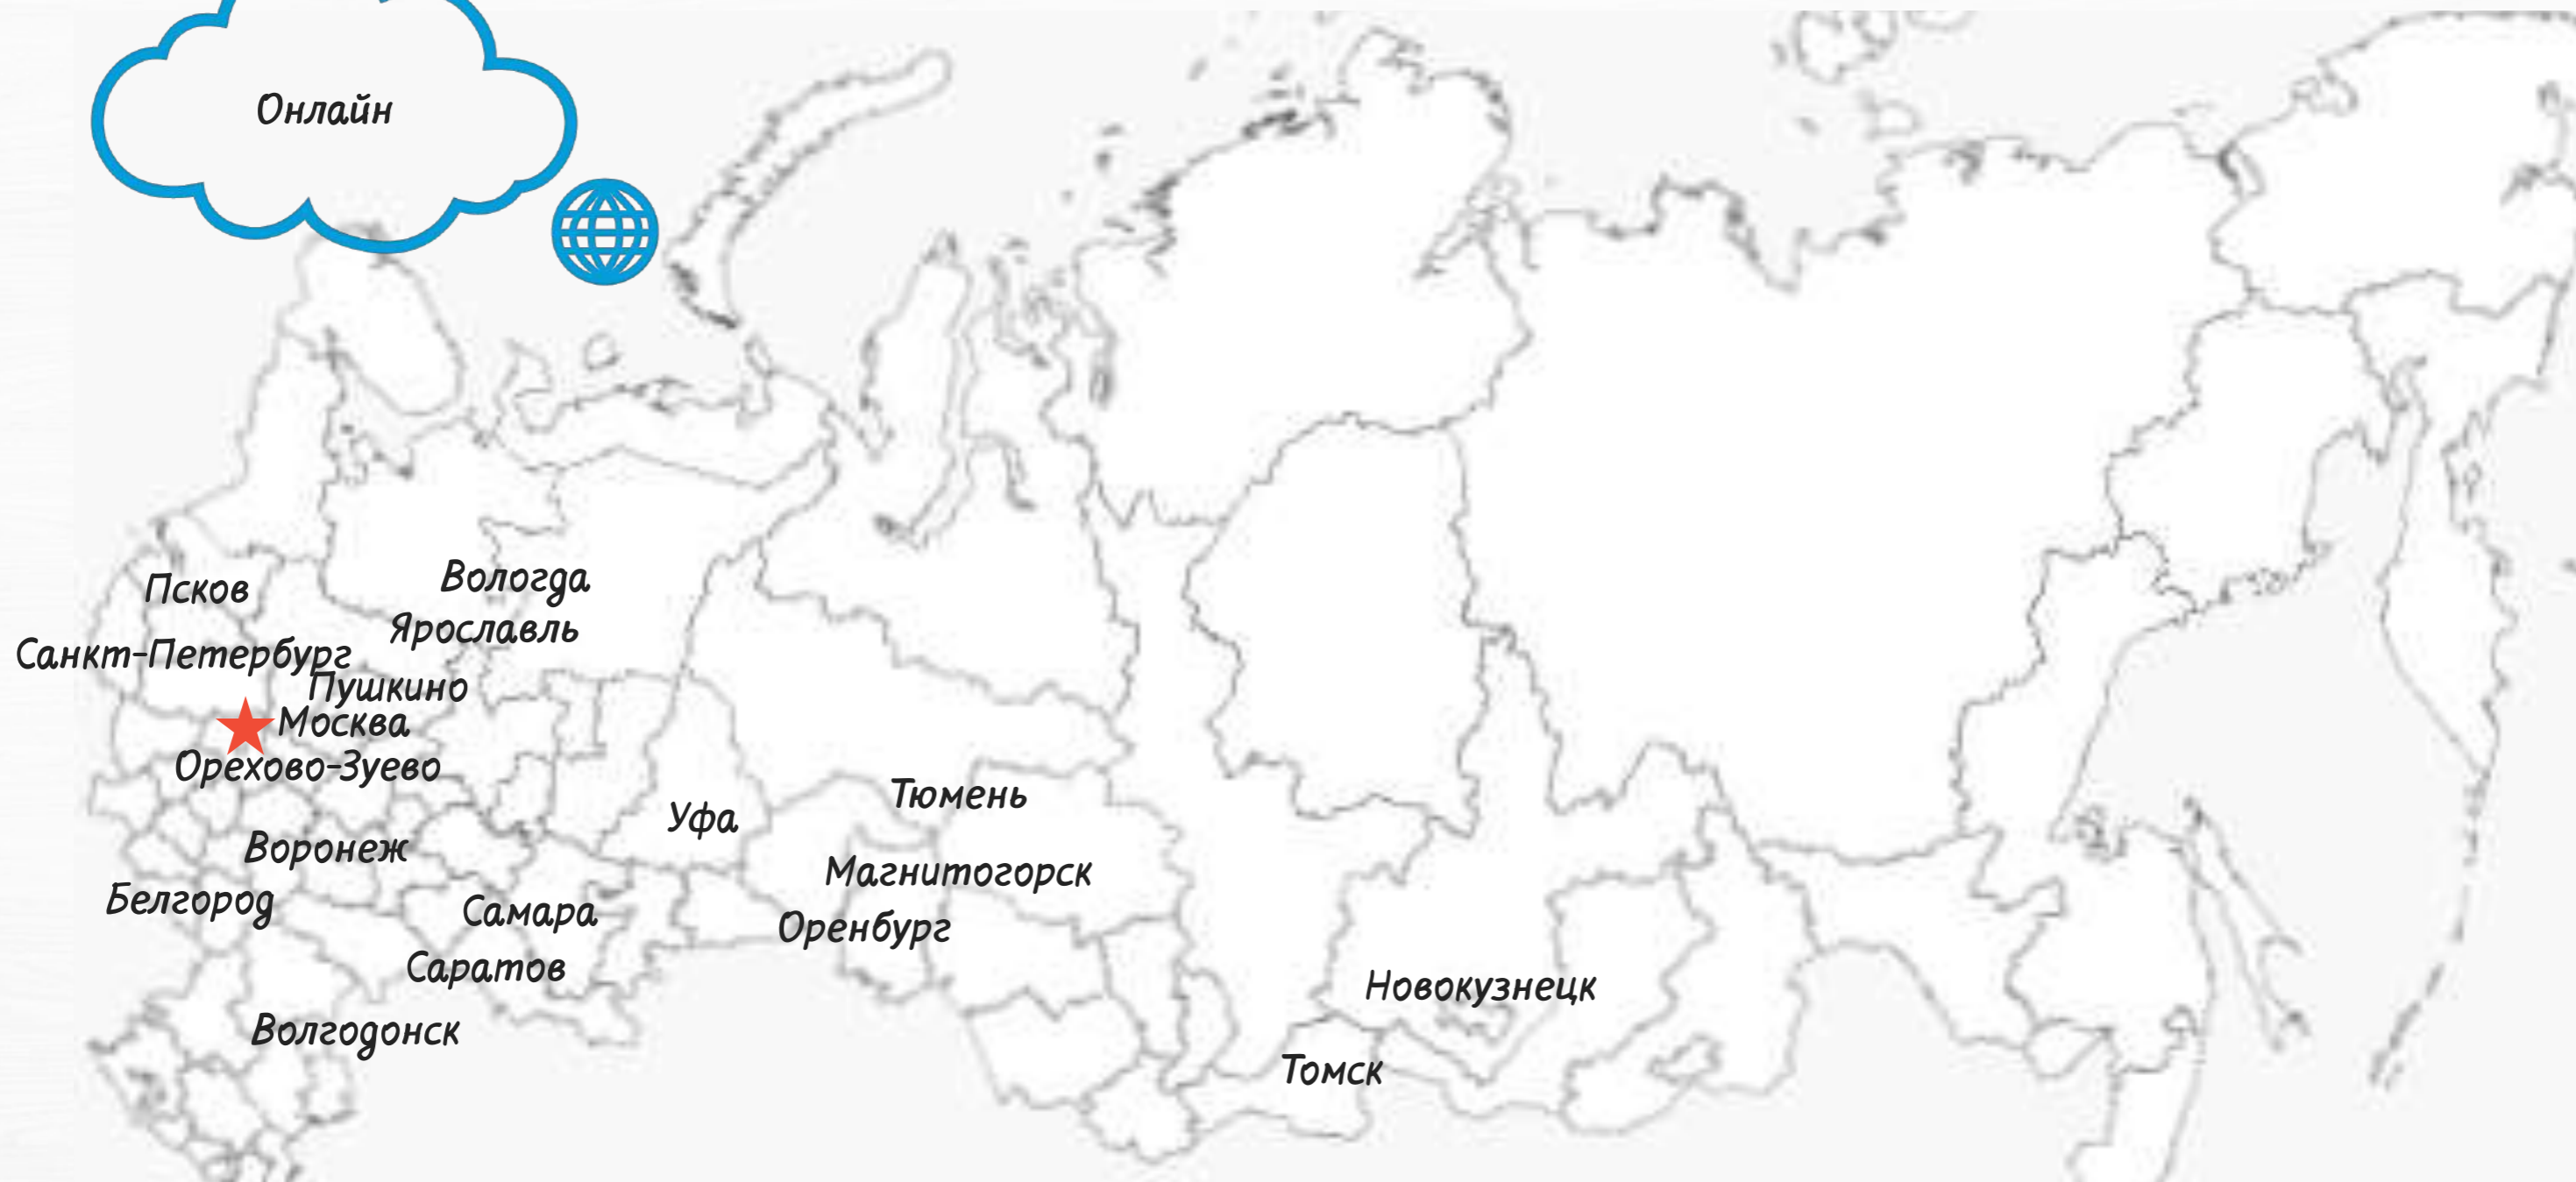 Онлайн
Псков
Вологда
Ярославль
Санкт-Петербург
Пушкино
Москва
Орехово-Зуево
Тюмень
Уфа
Воронеж
Магнитогорск
Белгород
Самара
Оренбург
Саратов
Новокузнецк
Волгодонск
Томск